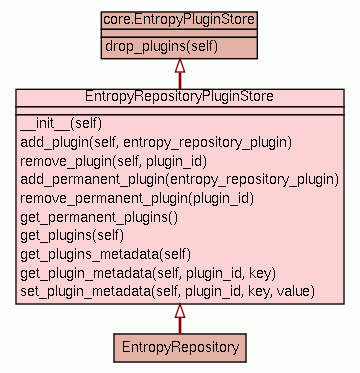 core.EntropyPluginStore
drop_plugins(self)
EntropyRepositoryPluginStore
__init__(self)
add_plugin(self, entropy_repository_plugin)
remove_plugin(self, plugin_id)
add_permanent_plugin(entropy_repository_plugin)
remove_permanent_plugin(plugin_id)
get_permanent_plugins()
get_plugins(self)
get_plugins_metadata(self)
get_plugin_metadata(self, plugin_id, key)
set_plugin_metadata(self, plugin_id, key, value)
EntropyRepository